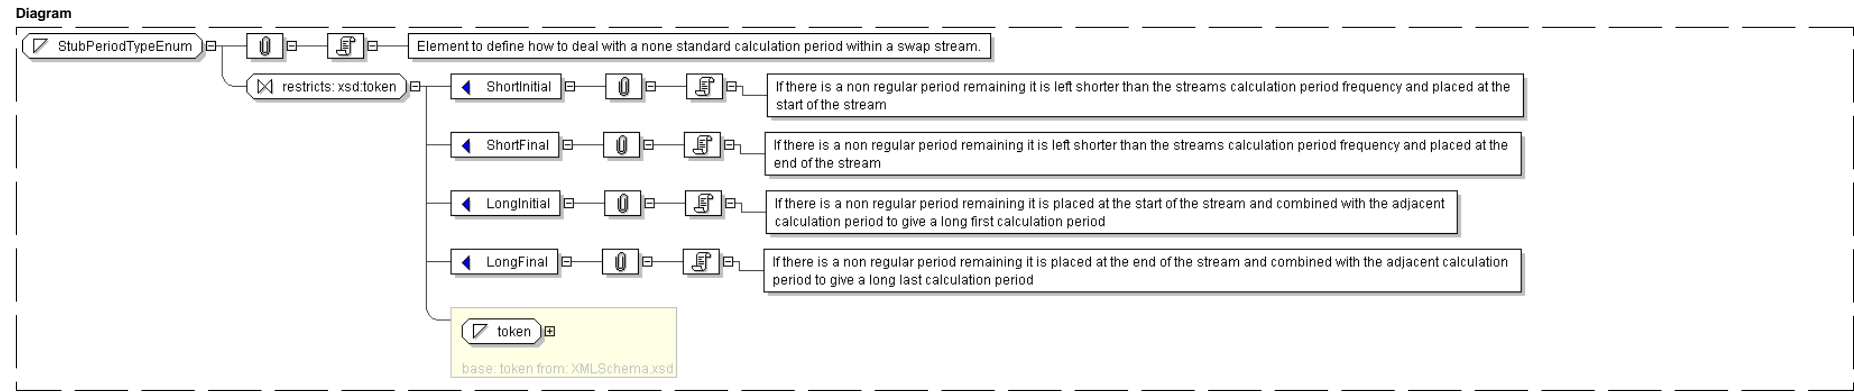 Diagram
StubPeriodTypeEnum
Element to define how to deal with a none standard calculation period within a swap stream.
restricts: xsd:token
ShortInitial
If there is a non regular period remaining it is left shorter than the streams calculation period frequency and placed at the
start of the stream
ShortFinal
If there is a non regular period remaining it is left shorter than the streams calculation period frequency and placed at the
end of the stream
LongInitial
If there is a non regular period remaining it is placed at the start of the stream and combined with the adjacent
calculation period to give a long first calculation period
LongFinal
If there is a non regular period remaining it is placed at the end of the stream and combined with the adjacent calculation
period to give a long last calculation period
token
base: token from: XMLSchema.xsd